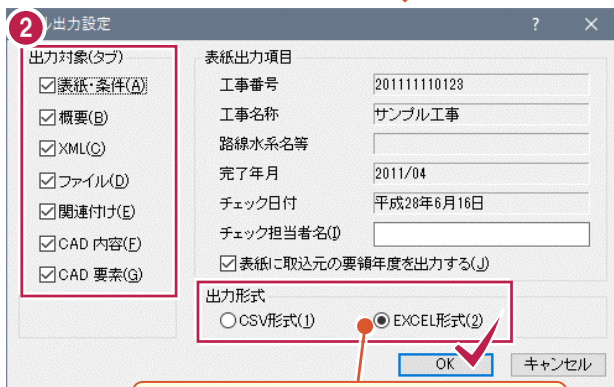 2
ル出力設定
出力対象(タブ)
表紙・条件(A)
概要(B)
XML(C)
ファイル(D)
関連付け(E)
CAD 内容(F)
CAD 要素(G)
表紙出力項目
工事番号 201111110123
工事名称 サンプル工事
路線水系名等
完了年月 2011/04
チェック日付 平成28年6月16日
チェック担当者名(I)
表紙に取込元の要領年度を出力する(J)
出力形式
CSV形式(1) EXCEL形式(2)
OK キャンセル